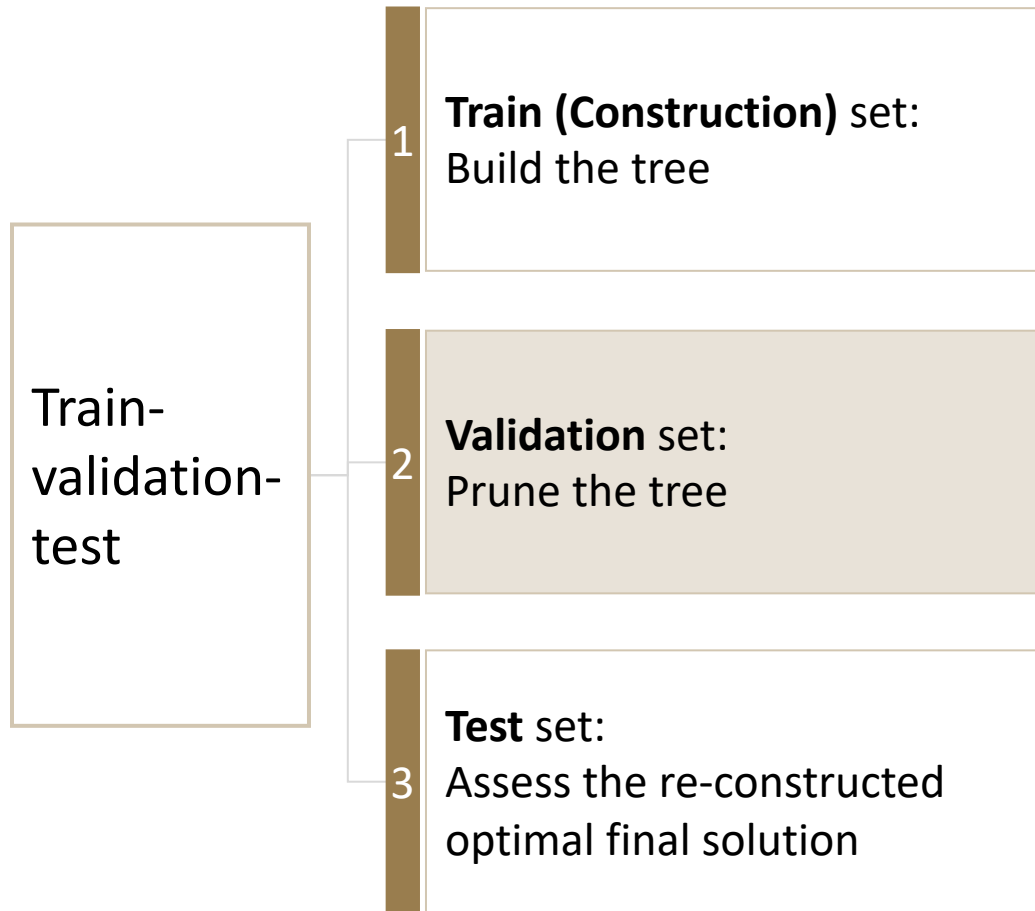 Train-
validation-
test
1
Train (Construction) set:
Build the tree
2
Validation set:
Prune the tree
3
Test set:
Assess the re-constructed
optimal final solution